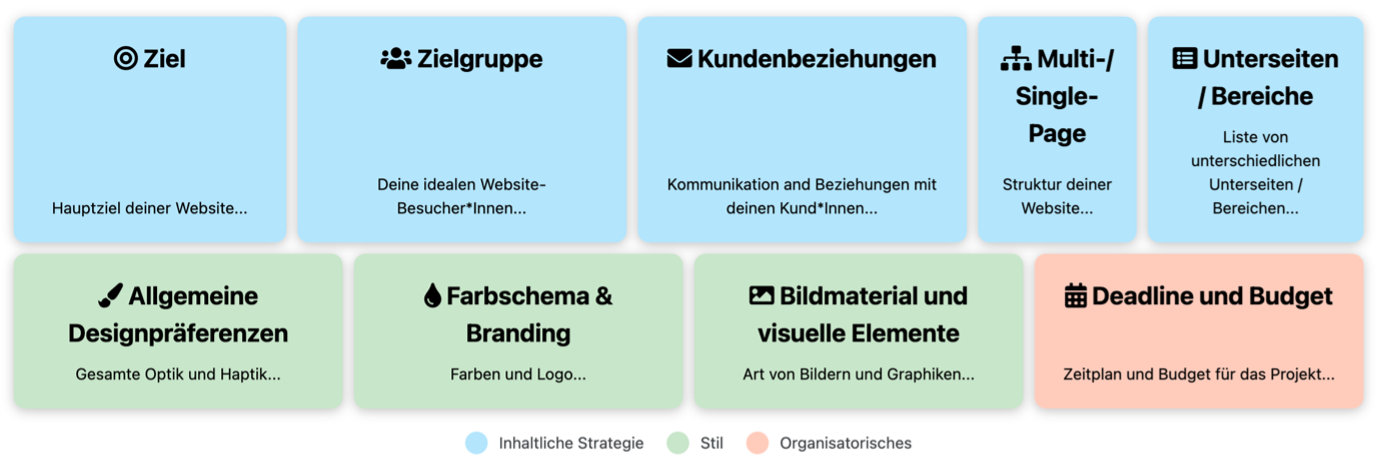 Ziel
Hauptziel deiner Website...
Zielgruppe
Deine idealen Website-
Besucher*Innen...
Kundenbeziehungen
Kommunikation and Beziehungen mit
deinen Kund*Innen...
Multi-/
Single-
Page
Struktur deiner
Website...
Unterseiten
/ Bereiche
Liste von
unterschiedlichen
Unterseiten /
Bereichen...
Allgemeine
Designpräferenzen
Gesamte Optik und Haptik...
Farbschema &
Branding
Farben und Logo...
Bildmaterial und
visuelle Elemente
Art von Bildern und Graphiken...
Deadline und Budget
Zeitplan und Budget für das Projekt...
Inhaltliche Strategie
Stil
Organisatorisches